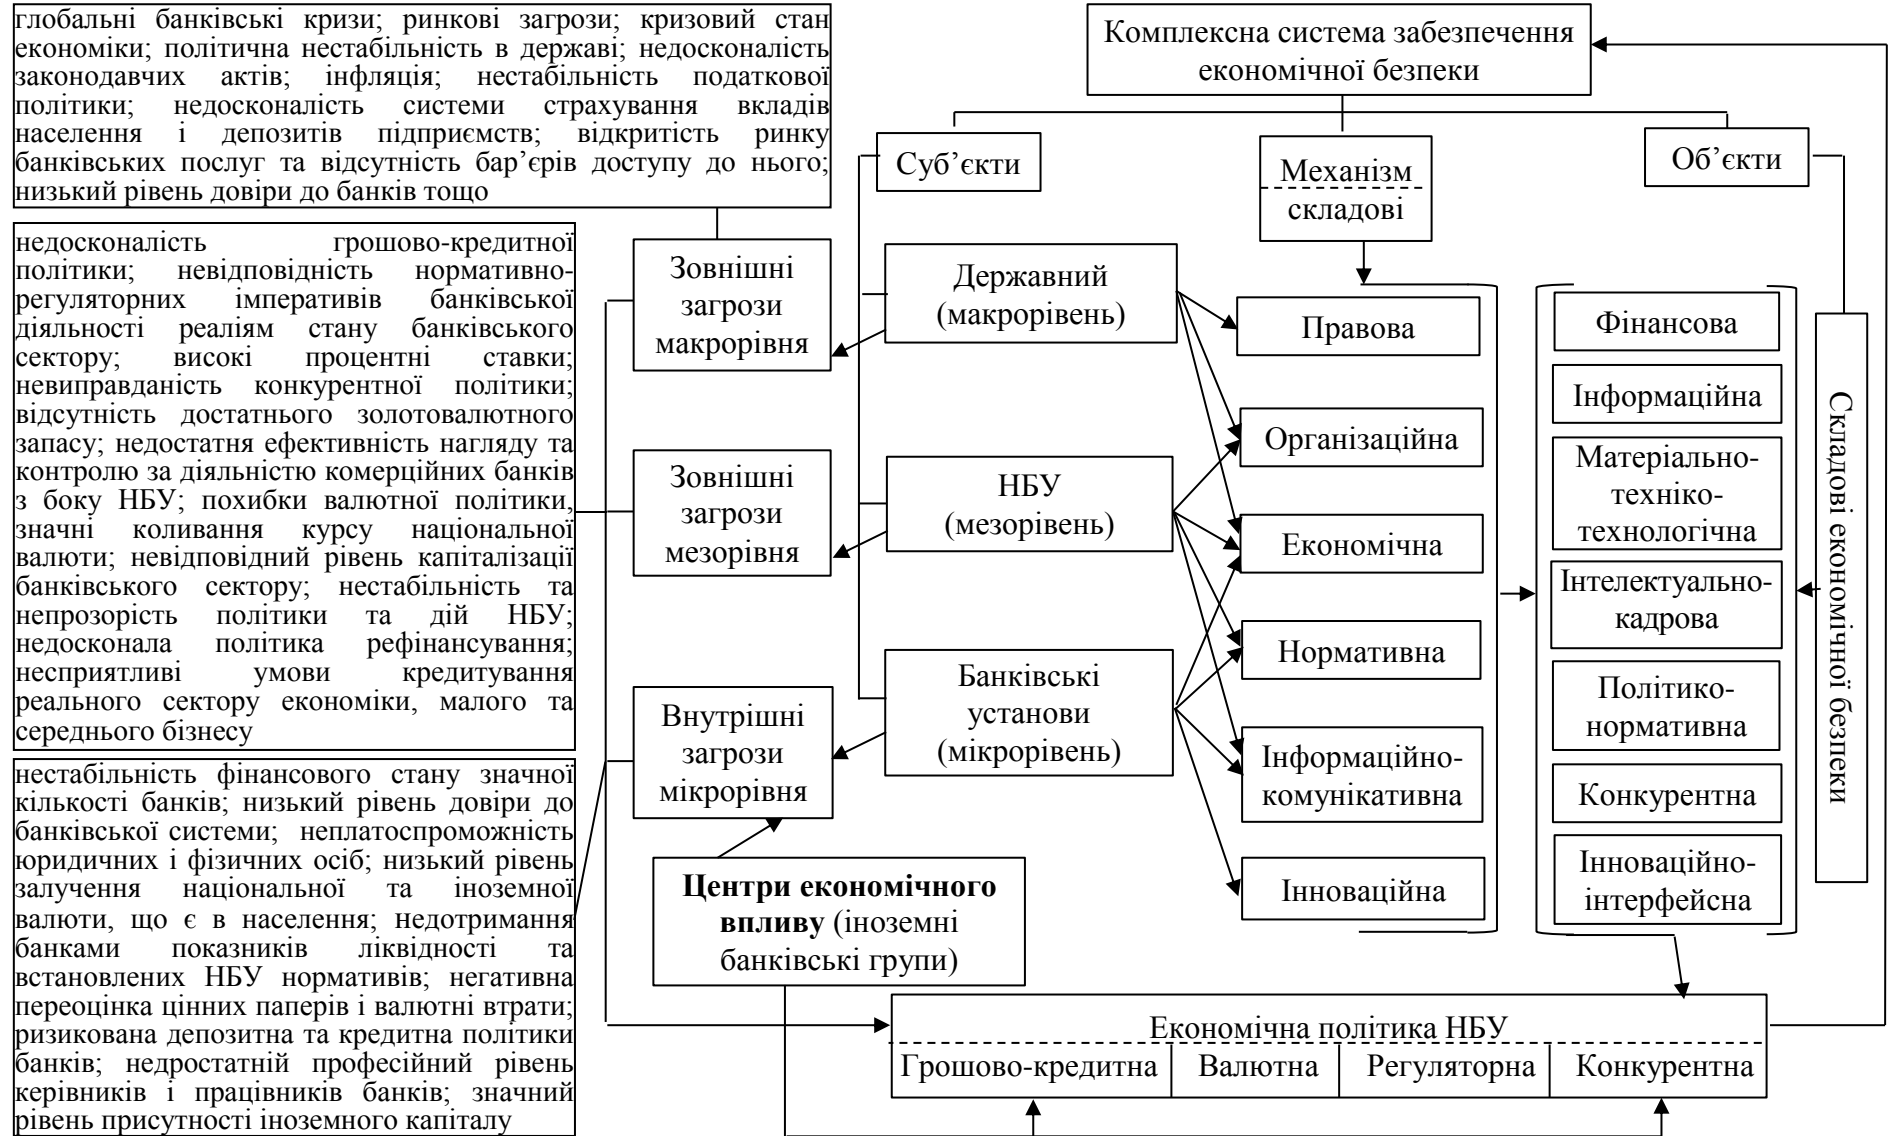 глобальні банківські кризи; ринкові загрози; кризовий стан
економіки; політична нестабільність в державі; недосконалість
законодавчих актів; інфляція; нестабільність податкової
політики; недосконалість системи страхування вкладів
населення і депозитів підприємств; відкритість ринку
банківських послуг та відсутність бар’єрів доступу до нього;
низький рівень довіри до банків тощо
недосконалість грошово-кредитної
політики; невідповідність нормативно-
регуляторних імперативів банківської
діяльності реаліям стану банківського
сектору; високі процентні ставки;
невиправданість конкурентної політики;
відсутність достатнього золотовалютного
запасу; недостатня ефективність нагляду та
контролю за діяльністю комерційних банків
з боку НБУ; похибки валютної політики,
значні коливання курсу національної
валюти; невідповідний рівень капіталізації
банківського сектору; нестабільність та
непрозорість політики та дій НБУ;
недосконала політика рефінансування;
несприятливі умови кредитування
реального сектору економіки, малого та
середнього бізнесу
нестабільність фінансового стану значної
кількості банків; низький рівень довіри до
банківської системи; неплатоспроможність
юридичних і фізичних осіб; низький рівень
залучення національної та іноземної
валюти, що є в населення; недотримання
банками показників ліквідності та
встановлених НБУ нормативів; негативна
переоцінка цінних паперів і валютні втрати;
ризикована депозитна та кредитна політики
банків; недростатній професійний рівень
керівників і працівників банків; значний
рівень присутності іноземного капіталу
Комплексна система забезпечення
економічної безпеки
Суб’єкти
Механізм
складові
Об’єкти
Зовнішні
загрози
макрорівня
Зовнішні
загрози
мезорівня
Внутрішні
загрози
мікрорівня
Державний
(макрорівень)
НБУ
(мезорівень)
Банківські
установи
(мікрорівень)
Центри економічного
впливу (іноземні
банківські групи)
Правова
Організаційна
Економічна
Нормативна
Інформаційно-
комунікативна
Інноваційна
Фінансова
Інформаційна
Матеріально-
техніко-
технологічна
Інтелектуально-
кадрова
Політико-
нормативна
Конкурентна
Інноваційно-
інтерфейсна
Складові економічної безпеки
Економічна політика НБУ
Грошово-кредитна
Валютна
Регуляторна
Конкурентна